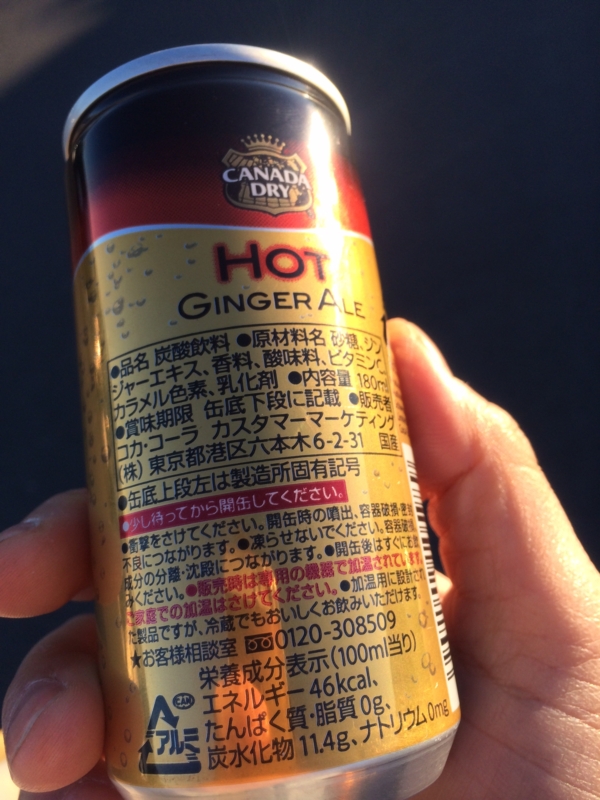 CANADA
DRY
HOT
GINGER ALE
●品名 炭酸飲料 ●原材料名 砂糖、ジン
ジャーエキス、香料、酸味料、ビタミンC、
カラメル色素、乳化剤 ●内容量 180ml
●賞味期限 缶底下段に記載 ●販売者
コカ・コーラ カスタマーマーケティング
(株) 東京都港区六本木6-2-31 国産
●缶底上段左は製造所固有記号
●少し待ってから開缶してください。
●衝撃をさけてください。開缶時の噴出、容器破損・密封
不良につながります。●凍らせないでください。容器破損、
成分の分離・沈殿につながります。●開缶後はすぐにお飲
みください。●販売時は専用の機器で加温されています。
ご家庭での加温はさけてください。●加温用に設計され
た製品ですが、冷蔵でもおいしくお飲みいただけます。
★お客様相談室 0120-308509
栄養成分表示(100ml当り)
エネルギー 46kcal、
たんぱく質・脂質 0g、
炭水化物 11.4g、ナトリウム 0mg
アルミ